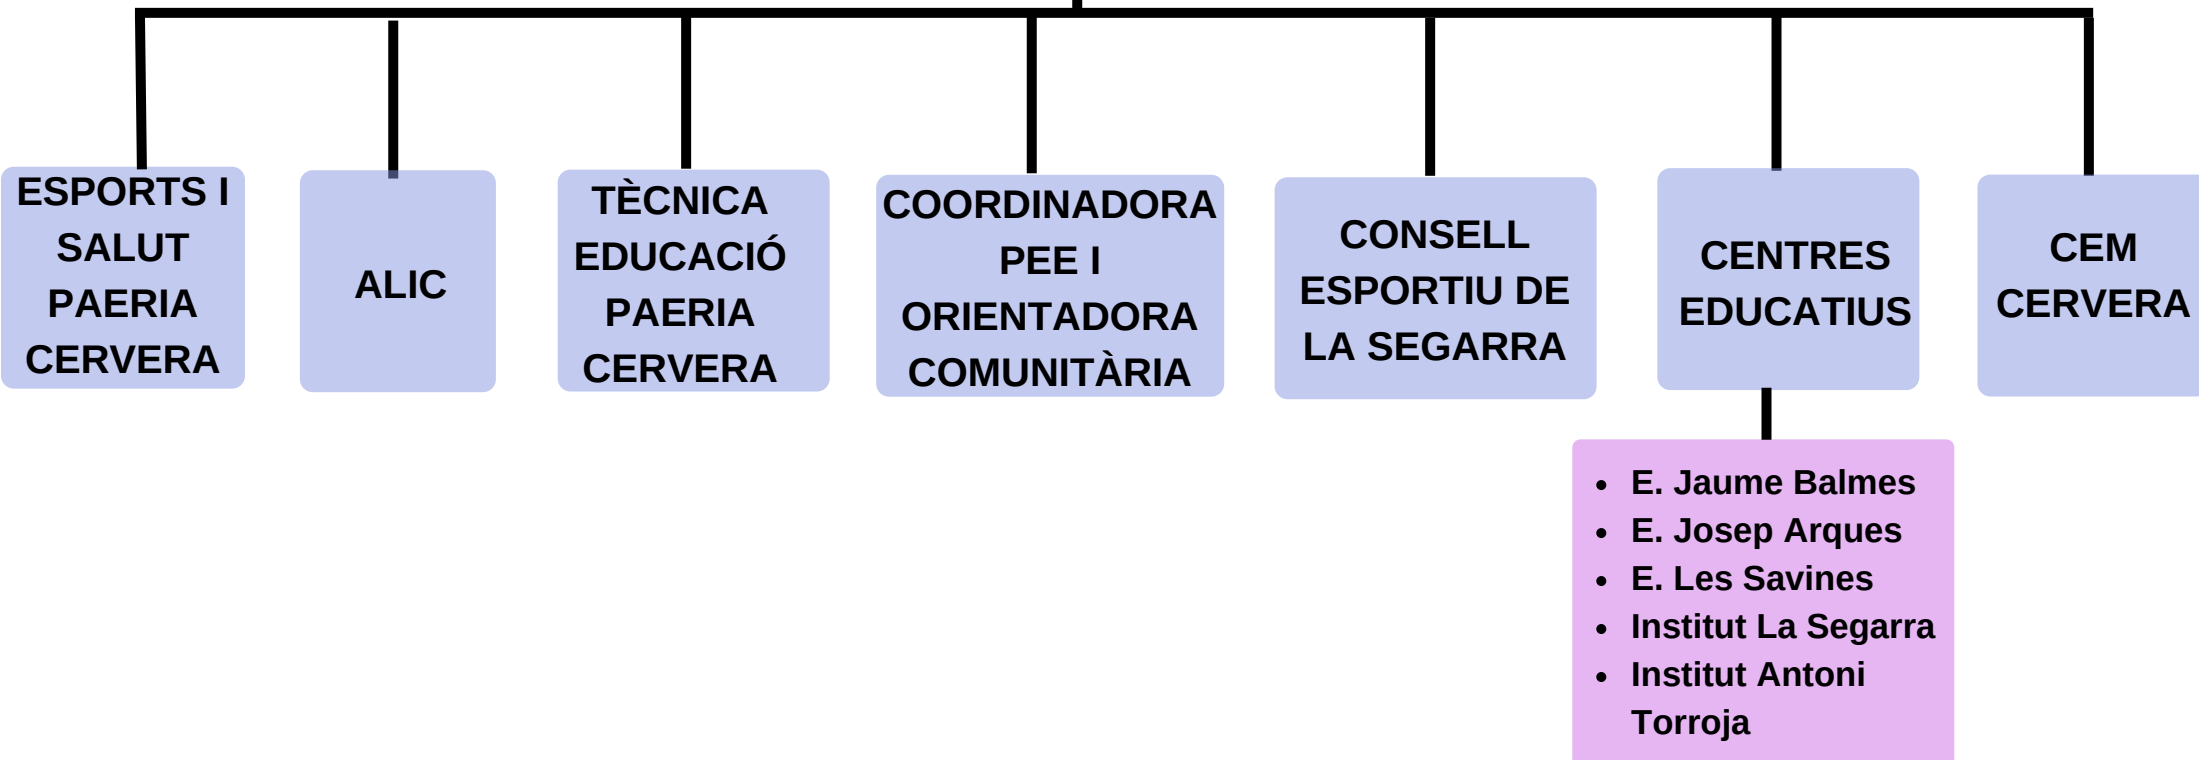 ESPORTS I
SALUT
PAERIA
CERVERA
ALIC
TÈCNICA
EDUCACIÓ
PAERIA
CERVERA
COORDINADORA
PEE I
ORIENTADORA
COMUNITÀRIA
CONSELL
ESPORTIU DE
LA SEGARRA
CENTRES
EDUCATIUS
CEM
CERVERA
• E. Jaume Balmes
• E. Josep Arques
• E. Les Savines
• Institut La Segarra
• Institut Antoni
Torroja